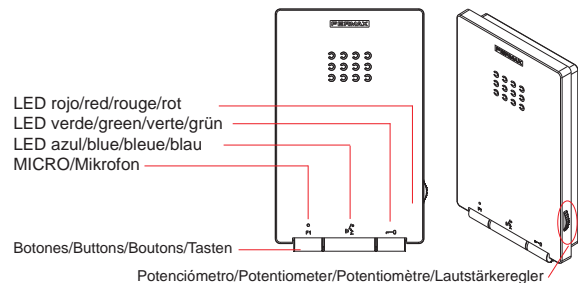 FERMAX
LED rojo/red/rouge/rot
LED verde/green/verte/grün
LED azul/blue/bleue/blau
MICRO/Mikrofon
Botones/Buttons/Boutons/Tasten
Potenciómetro/Potentiometer/Potentiomètre/Lautstärkeregler